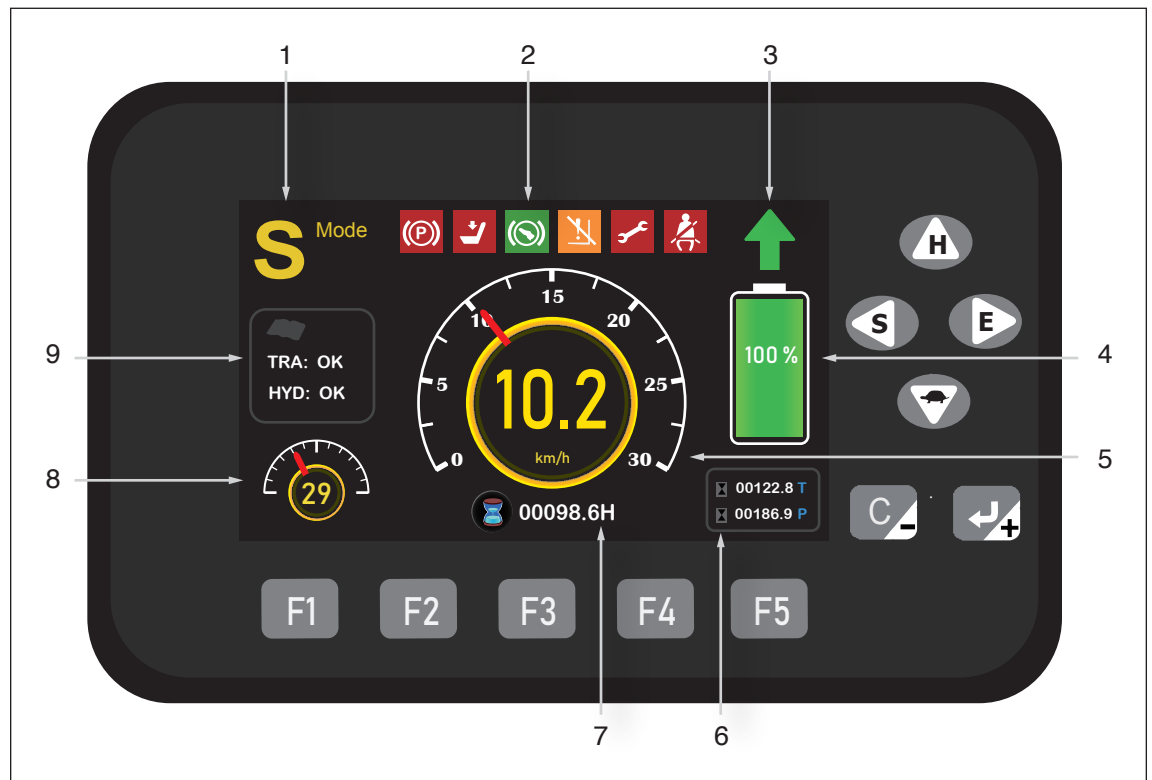 1 2 3
S Mode
(P)
H
15
10 20
S E
9
TRA: OK
HYD: OK
100 %
4
5 25
10.2
km/h
0 30
5
8
29
00122.8 T
00186.9 P
00098.6H
C - +
F1 F2 F3 F4 F5
7 6